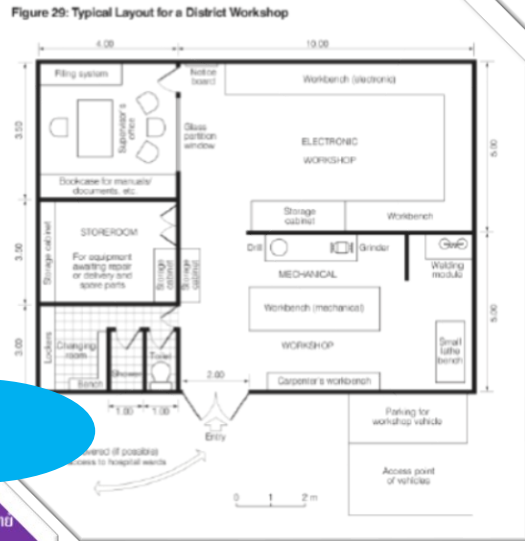 Figure 29: Typical Layout for a District Workshop
4.00
10.00
Filing system
Notice
board
Workbench (electronic)
Supervisor's
office
Glass
partition
window
3.50
ELECTRONIC
WORKSHOP
5.00
Bookcase for manuals/
documents, etc.
Storage
cabinet
Workbench
STOREROOM
For equipment
awaiting repair
or delivery and
spare parts
Storage cabinet
Storage
cabinet
Storage
cabinet
Drill
Grinder
Welding
module
MECHANICAL
Workbench (mechanical)
WORKSHOP
5.00
Small
lathe
bench
Carpenter's workbench
Lockers
Changing
room
Bench
Shower
Toilet
3.00
2.00
1.00
1.00
Entry
Parking for
workshop vehicle
(if possible)
to hospital wards
Access point
of vehicles
0 1 2 m